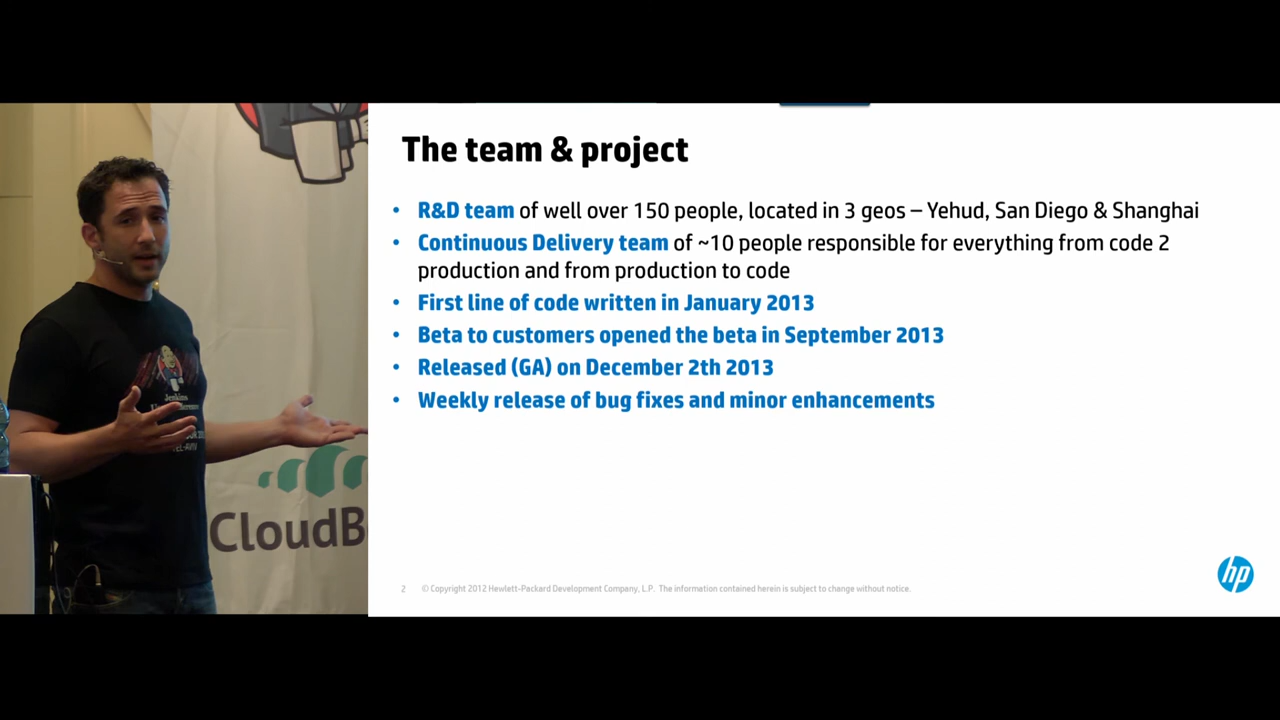 The team & project
• R&D team of well over 150 people, located in 3 geos – Yehud, San Diego & Shanghai
• Continuous Delivery team of ~10 people responsible for everything from code 2
production and from production to code
• First line of code written in January 2013
• Beta to customers opened the beta in September 2013
• Released (GA) on December 2th 2013
• Weekly release of bug fixes and minor enhancements
Jenkins
TEL-AVIV
CloudB
2 © Copyright 2012 Hewlett-Packard Development Company, L.P. The information contained herein is subject to change without notice.
hp